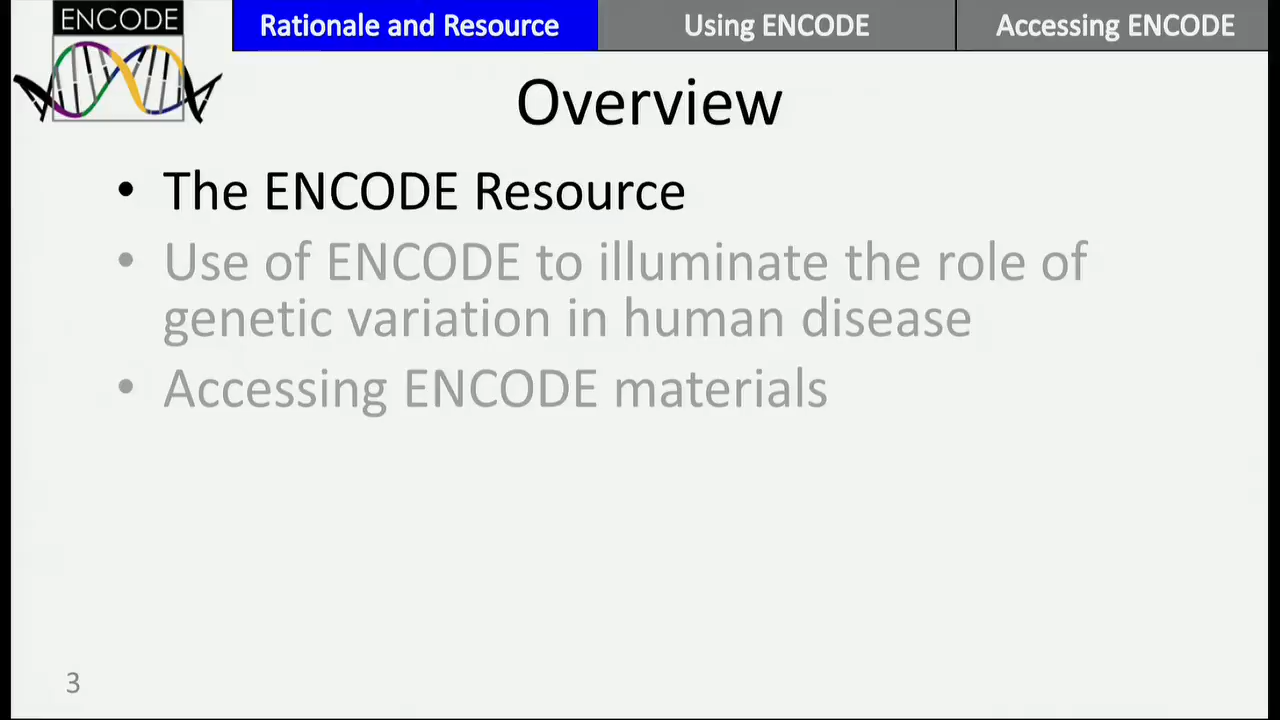 ENCODE
Rationale and Resource
Using ENCODE
Accessing ENCODE
Overview
• The ENCODE Resource
• Use of ENCODE to illuminate the role of
genetic variation in human disease
• Accessing ENCODE materials
3